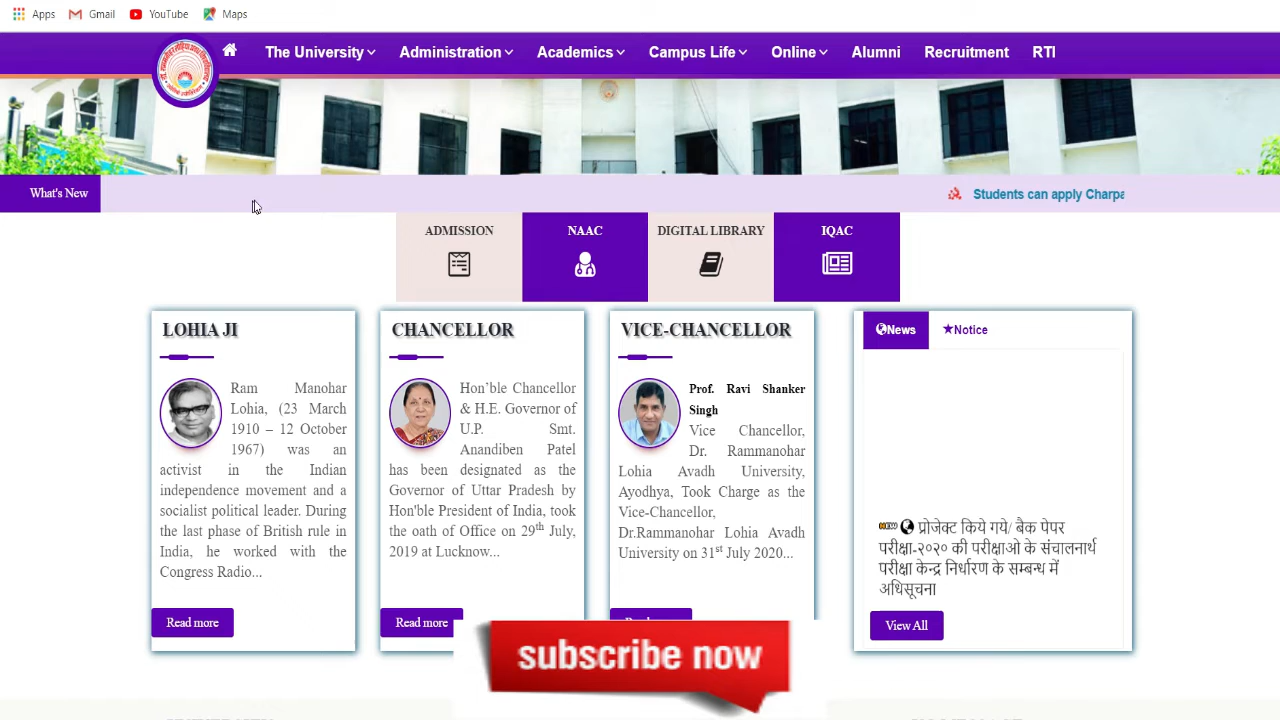 Apps Gmail YouTube Maps
The University Administration Academics Campus Life Online Alumni Recruitment RTI
What's New
Students can apply Charpa
ADMISSION NAAC DIGITAL LIBRARY IQAC
LOHIA JI
Ram Manohar
Lohia, (23 March
1910 – 12 October
1967) was an
activist in the Indian
independence movement and a
socialist political leader. During
the last phase of British rule in
India, he worked with the
Congress Radio...
Read more
CHANCELLOR
Hon’ble Chancellor
& H.E. Governor of
U.P. Smt.
Anandiben Patel
has been designated as the
Governor of Uttar Pradesh by
Hon'ble President of India, took
the oath of Office on 29th July,
2019 at Lucknow...
Read more
VICE-CHANCELLOR
Prof. Ravi Shanker
Singh
Vice Chancellor,
Dr. Rammanohar
Lohia Avadh University,
Ayodhya, Took Charge as the
Vice-Chancellor,
Dr.Rammanohar Lohia Avadh
University on 31st July 2020...
News Notice
NEW प्रोजेक्ट किये गये/ बैक पेपर
परीक्षा-२०२० की परीक्षाओ के संचालनार्थ
परीक्षा केन्द्र निर्धारण के सम्बन्ध में
अधिसूचना
View All
subscribe now